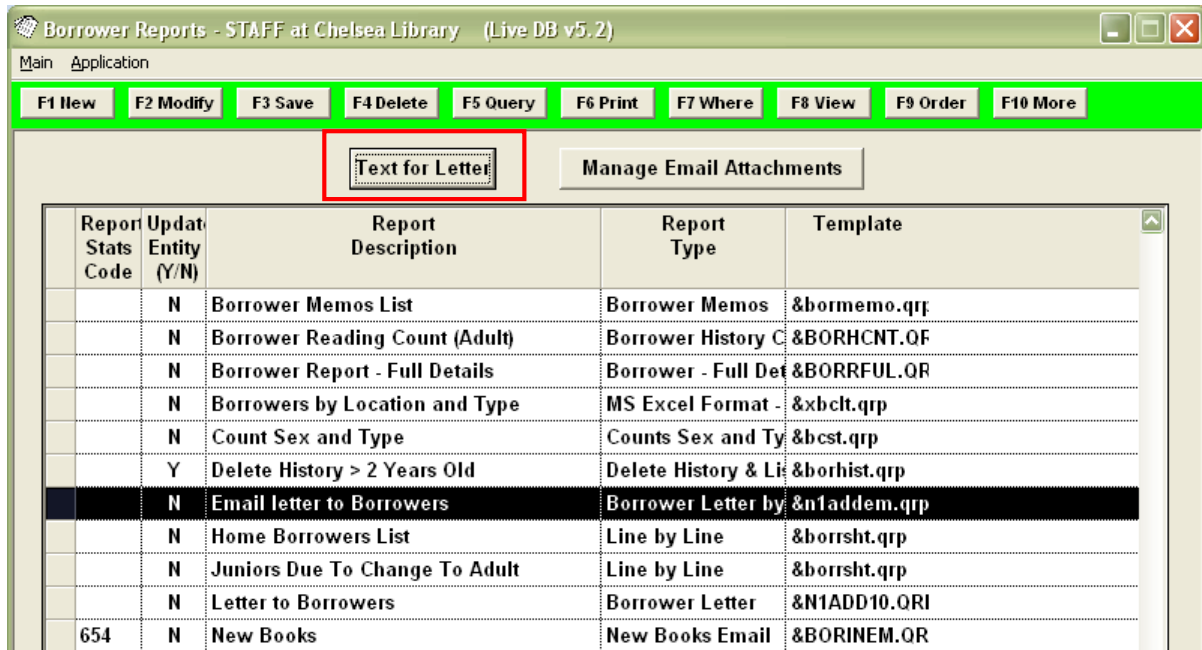 Borrower Reports - STAFF at Chelsea Library (Live DB v5.2)
Main Application
F1 New F2 Modify F3 Save F4 Delete F5 Query F6 Print F7 Where F8 View F9 Order F10 More
Text for Letter Manage Email Attachments
Report Updat Report Report Template
Stats Entity Description Type
Code (Y/N)
N Borrower Memos List Borrower Memos &bormemo.qrp
N Borrower Reading Count (Adult) Borrower History C &BORHCNT.QR
N Borrower Report - Full Details Borrower - Full Det &BORRFUL.QR
N Borrowers by Location and Type MS Excel Format - &xbclt.qrp
N Count Sex and Type Counts Sex and Ty &bcst.qrp
Y Delete History > 2 Years Old Delete History & Li &borhist.qrp
N Email letter to Borrowers Borrower Letter by &n1addem.qrp
N Home Borrowers List Line by Line &borrsht.qrp
N Juniors Due To Change To Adult Line by Line &borrsht.qrp
N Letter to Borrowers Borrower Letter &N1ADD10.QRI
654 N New Books New Books Email &BORINEM.QR